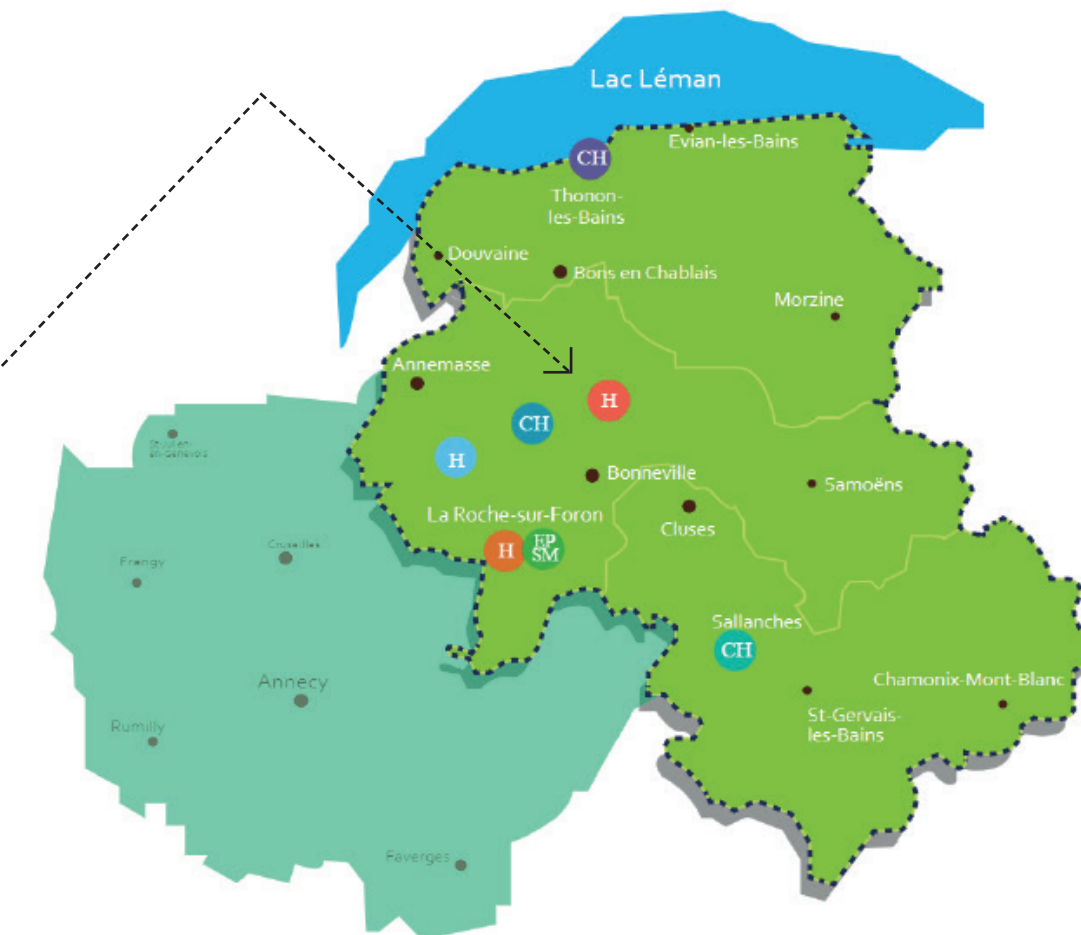 Lac Léman
Evian-les-Bains
CH
Thonon-
les-Bains
Douvaine
Bons en Chablais
Morzine
Annemasse
H
CH
H
Bonneville
Samoëns
La Roche-sur-Foron
Cluses
H
EP
SM
Cruseilles
Frangy
Sallanches
CH
Annecy
Chamonix-Mont-Blanc
St-Gervais-
les-Bains
Rumilly
Faverges